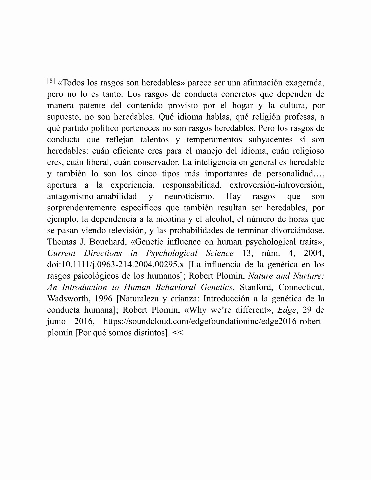 [8] «Todos los rasgos son heredables» parece ser una afirmación exagerada,
pero no lo es tanto. Los rasgos de conducta concretos que dependen de
manera patente del contenido provisto por el hogar y la cultura, por
supuesto, no son heredables. Qué idioma hablas, qué religión profesas, a
qué partido político perteneces no son rasgos heredables. Pero los rasgos de
conducta que reflejan talentos y temperamentos subyacentes sí son
heredables: cuán eficiente eres para el manejo del idioma, cuán religioso
eres, cuán liberal, cuán conservador. La inteligencia en general es heredable
y también lo son los cinco tipos más importantes de personalidad…,
apertura a la experiencia, responsabilidad, extroversión-introversión,
antagonismo-amabilidad y neuroticismo. Hay rasgos que son
sorprendentemente específicos que también resultan ser heredables, por
ejemplo, la dependencia a la nicotina y el alcohol, el número de horas que
se pasan viendo televisión, y las probabilidades de terminar divorciándose.
Thomas J. Bouchard, «Genetic influence on human psychological traits»,
Current Directions in Psychological Science 13, núm. 4, 2004,
doi:10.1111/j.0963-214.2004.00295.x [La influencia de la genética en los
rasgos psicológicos de los humanos]; Robert Plomin, Nature and Nurture:
An Introduction to Human Behavioral Genetics, Stanford, Connecticut,
Wadsworth, 1996 [Naturaleza y crianza: Introducción a la genética de la
conducta humana]; Robert Plomin, «Why we're different», Edge, 29 de
junio 2016, https://soundcloud.com/edgefoundationinc/edge2016-robert-
plomin [Por qué somos distintos]. <<